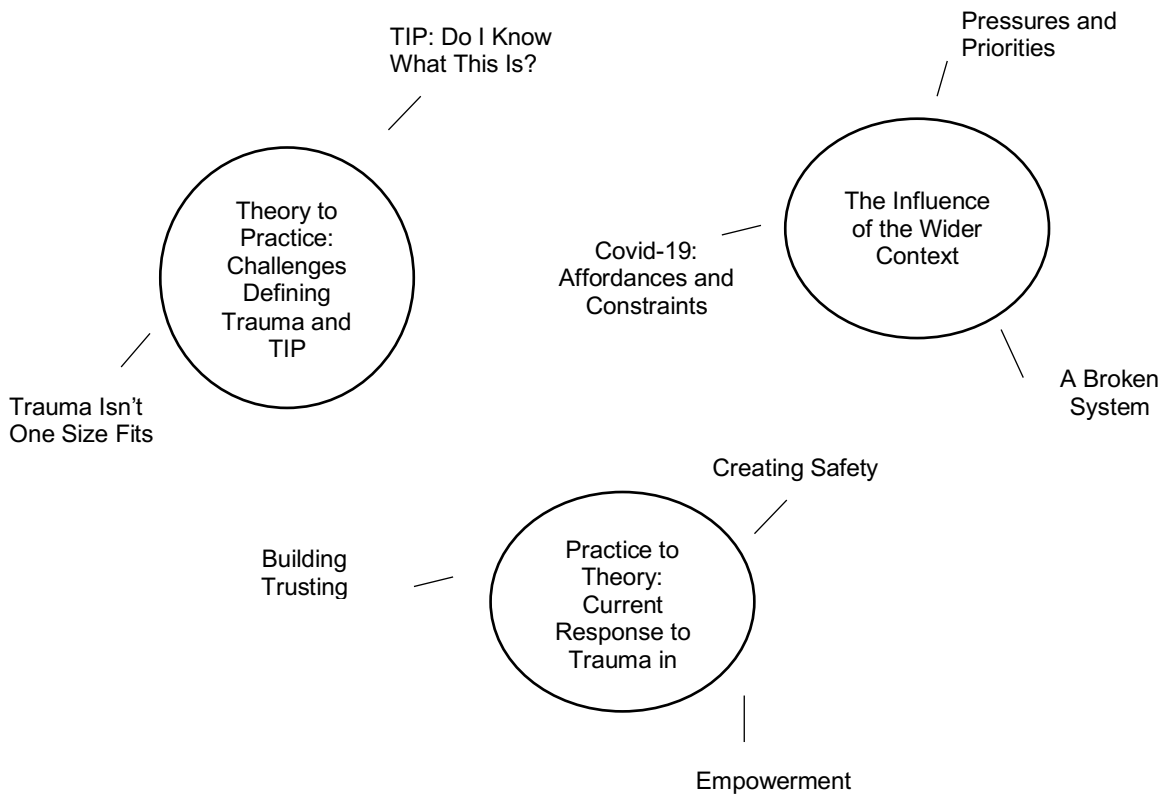 TIP: Do I Know
What This Is?
Theory to
Practice:
Challenges
Defining
Trauma and
TIP
Trauma Isn’t
One Size Fits
Pressures and
Priorities
The Influence
of the Wider
Context
Covid-19:
Affordances and
Constraints
A Broken
System
Creating Safety
Building
Trusting
Practice to
Theory:
Current
Response to
Trauma in
Empowerment